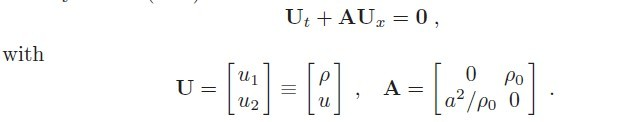 U_t + AU_x = 0 ,
with
U = [ u_1 u_2 ] ≡ [ ρ u ] , A = [ 0 ρ_0 a^2/ρ_0 0 ] .